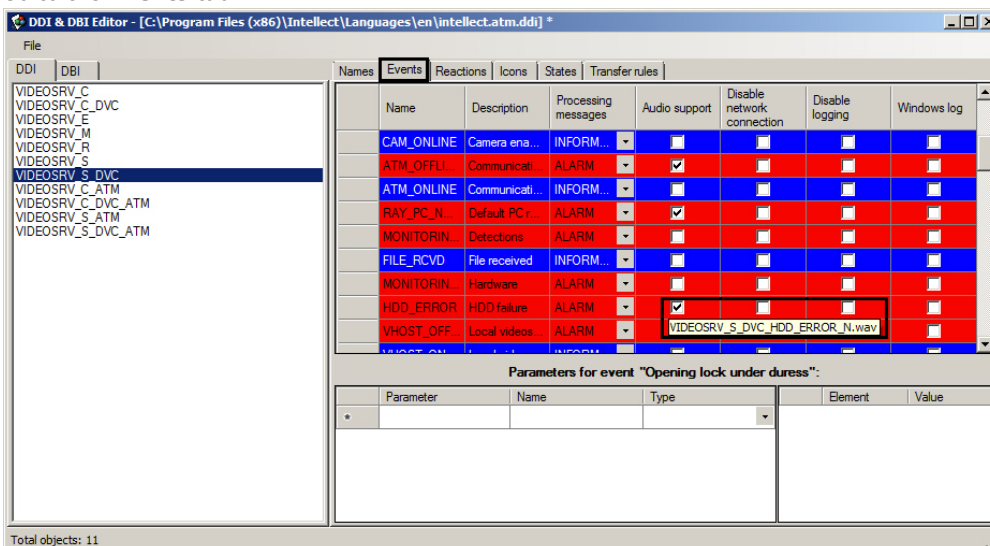 DDI & DBI Editor - [C:\Program Files (x86)\Intellect\Languages\en\intellect.atm.ddi] *
File
DDI DBI
Names Events Reactions Icons States Transfer rules
VIDEOSRV_C
VIDEOSRV_C_DVC
VIDEOSRV_E
VIDEOSRV_M
VIDEOSRV_R
VIDEOSRV_S
VIDEOSRV_S_DVC
VIDEOSRV_C_ATM
VIDEOSRV_C_DVC_ATM
VIDEOSRV_S_ATM
VIDEOSRV_S_DVC_ATM
Name Description Processing messages Audio support Disable network connection Disable logging Windows log
CAM_ONLINE Camera ena... INFORM...
ATM_OFFLI... Communicati... ALARM
ATM_ONLINE Communicati... INFORM...
RAY_PC_N... Default PC r... ALARM
MONITORIN... Detections ALARM
FILE_RCVD File received INFORM...
MONITORIN... Hardware ALARM
HDD_ERROR HDD failure ALARM
VHOST_OFF... Local videos... ALARM
VIDEOSRV_S_DVC_HDD_ERROR_N.wav
Parameters for event "Opening lock under duress":
Parameter Name Type Element Value
*
Total objects: 11